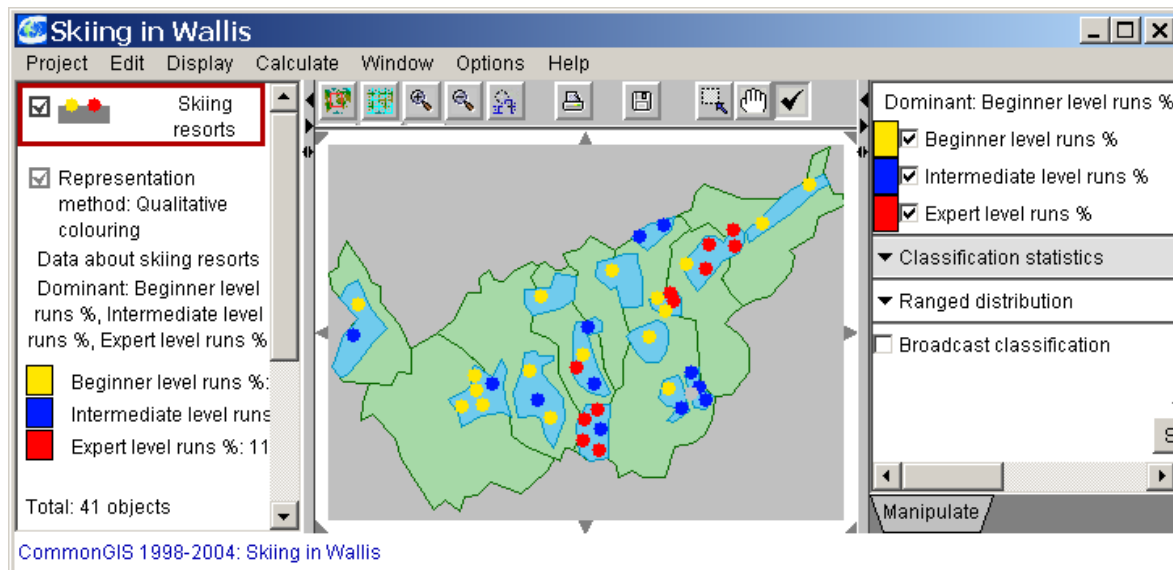 Skiing in Wallis
Project Edit Display Calculate Window Options Help
Skiing
resorts
Representation
method: Qualitative
colouring
Data about skiing resorts
Dominant: Beginner level
runs %, Intermediate level
runs %, Expert level runs %
Beginner level runs %:
Intermediate level runs
Expert level runs %: 11
Total: 41 objects
Dominant: Beginner level runs %
Beginner level runs %
Intermediate level runs %
Expert level runs %
Classification statistics
Ranged distribution
Broadcast classification
S
Manipulate
CommonGIS 1998-2004: Skiing in Wallis